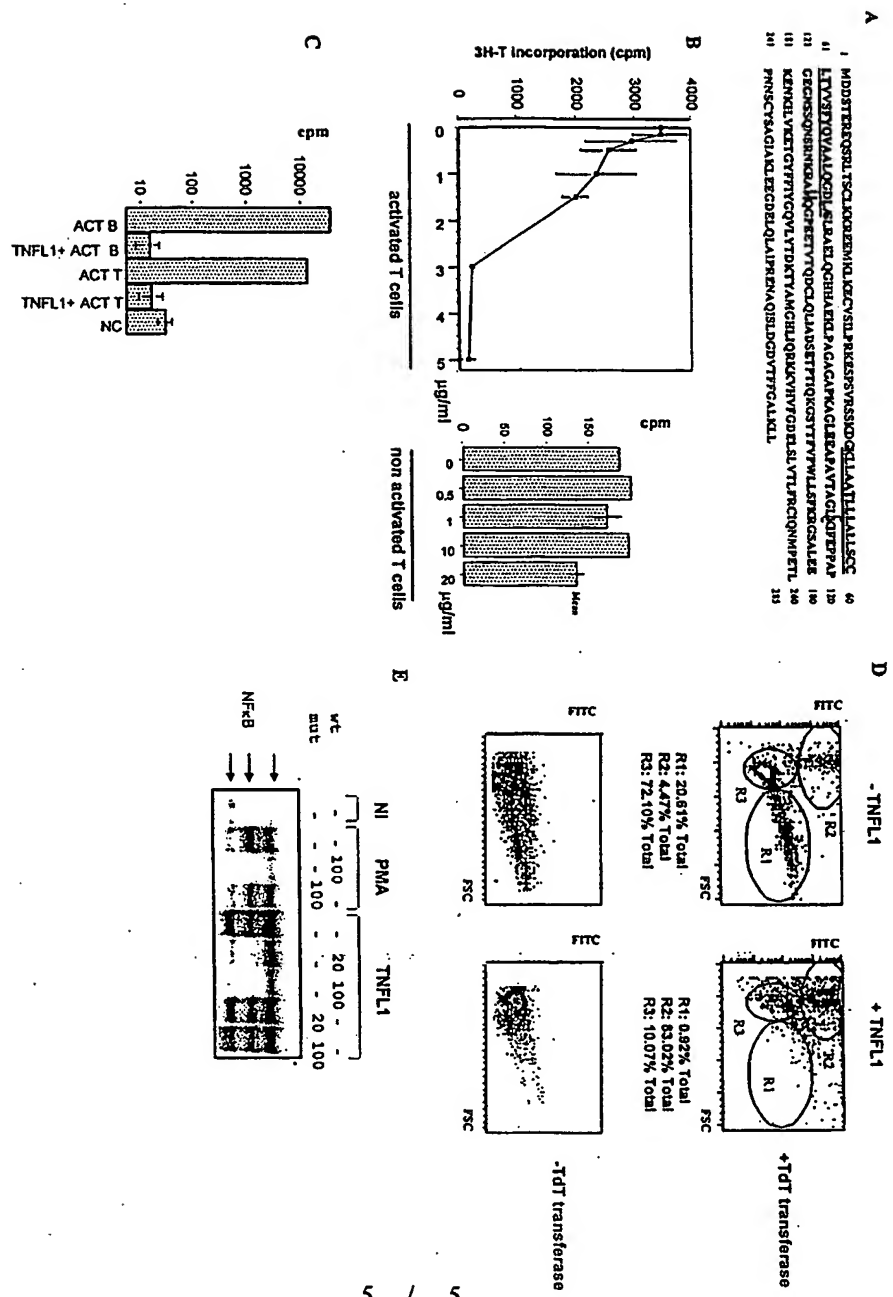 A
1 MDDSTEREQSRLTSCLKKREEMKLKECVSILPRKESPSVRSSKDGKLLAATLLLALLSCC 60
61 LTVVSFYQVAALQGDLASLRAELQGHHAEKLPAGAGAPKAGLEEAPAVTAGLKIFEPPAP 120
121 GEGNSSQNSRNKRAVQGPEETVTQDCLQLIADSETPTIQKGSYTFVPWLLSFKRGSALEE 180
181 KENKILVKETGYFFIYGQVLYTDKTYAMGHLIQRKKVHVFGDELSLVTLFRCIQNMPETL 240
241 PNNSCYSAGIAKLEEGDELQLAIPRENAQISLDGDVTFFGALKLL 285
B
3H-T incorporation (cpm)
4000
3000
2000
1000
0
0 1 2 3 4 5 µg/ml
activated T cells
cpm
150
100
50
0
0 0.5 1 10 20 µg/ml
Mean
non activated T cells
C
cpm
10000
1000
100
10
ACT B
TNFL1+ ACT B
ACT T
TNFL1+ ACT T
NC
D
- TNFL1
+ TNFL1
FITC
R2
R1
R3
FSC
FITC
R2
R1
R3
FSC
+TdT transferase
R1: 20.61% Total
R2: 4.47% Total
R3: 72.10% Total
R1: 0.92% Total
R2: 83.02% Total
R3: 10.07% Total
FITC
FSC
FITC
FSC
-TdT transferase
E
NI PMA TNFL1
wt - - 100 - - 20 100 - -
mut - - - 100 - - - 20 100
NFκB
5 / 5